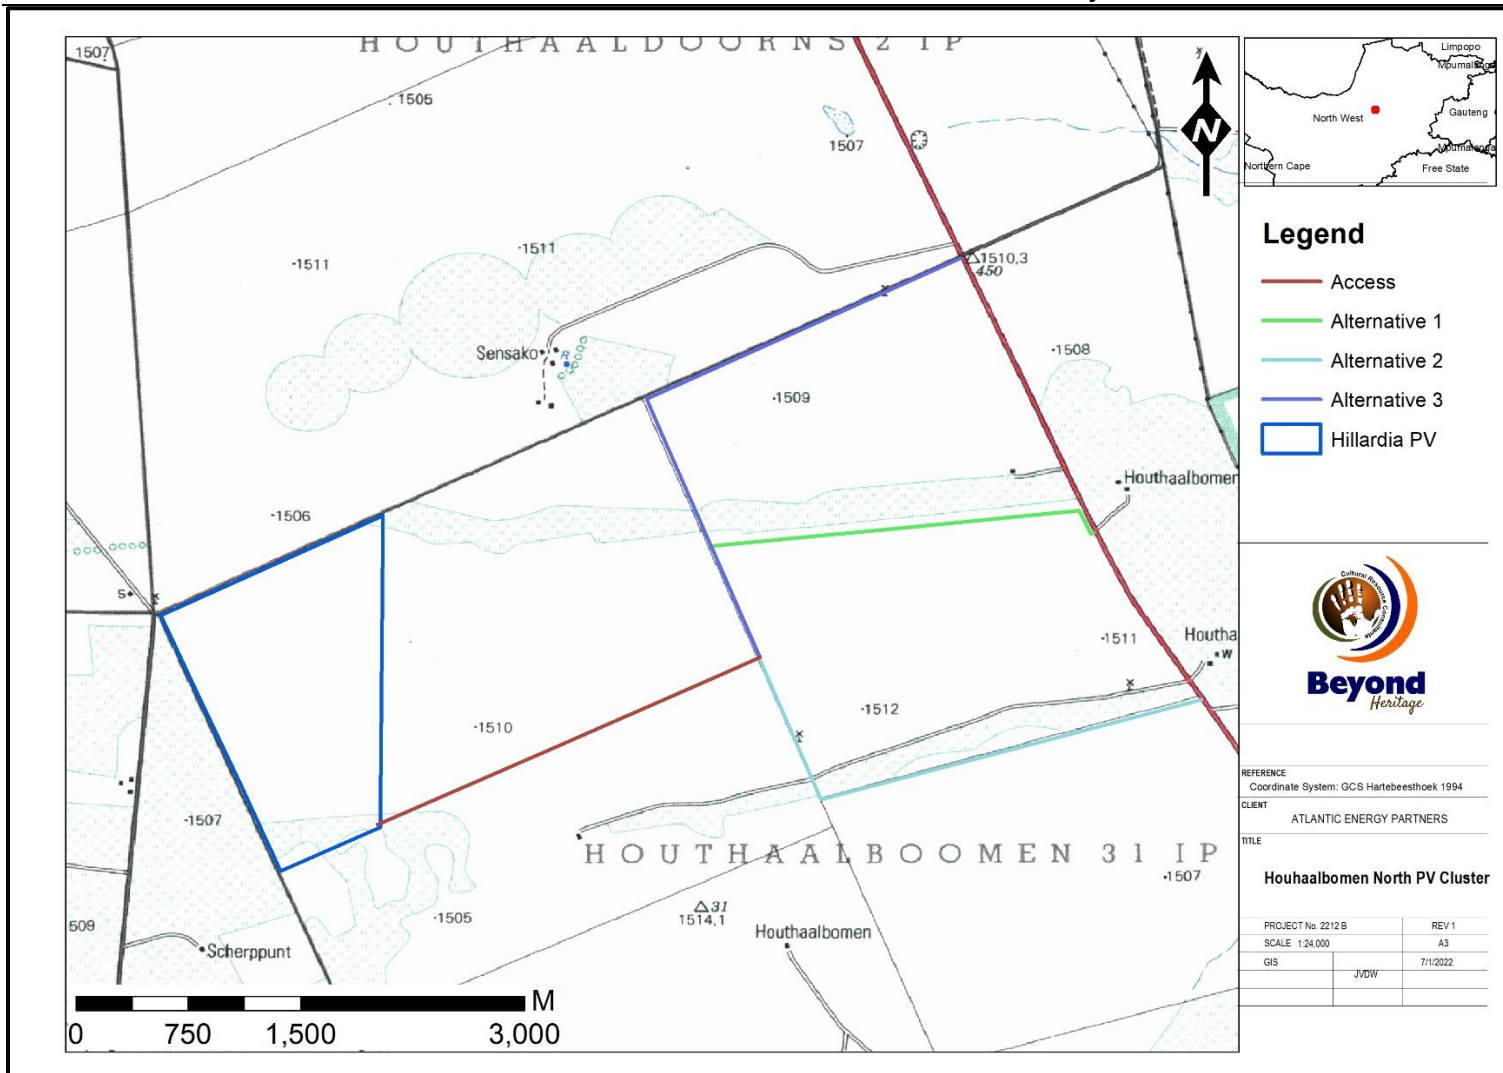 HOUTHAALDOORNS 2 IP
1507
1505
1507
1511
1511
1510,3
450
1508
Sensako
R
1509
Houthaalbomen
1506
S
1511
Houtha
W
1512
1510
1507
HOUTHAALBOOMEN 31 IP
1507
31
1514,1
1505
509
Scherppunt
Houthaalbomen
M
0 750 1,500 3,000
N
Limpopo
North West
Gauteng
Northern Cape
Free State
Legend
Access
Alternative 1
Alternative 2
Alternative 3
Hillardia PV
Cultural Resource Consultants
Beyond
Heritage
REFERENCE
Coordinate System: GCS Hartebeesthoek 1994
CLIENT
ATLANTIC ENERGY PARTNERS
TITLE
Houhaalbomen North PV Cluster
PROJECT No. 2212 B REV 1
SCALE 1:24,000 A3
GIS 7/1/2022
JVDW